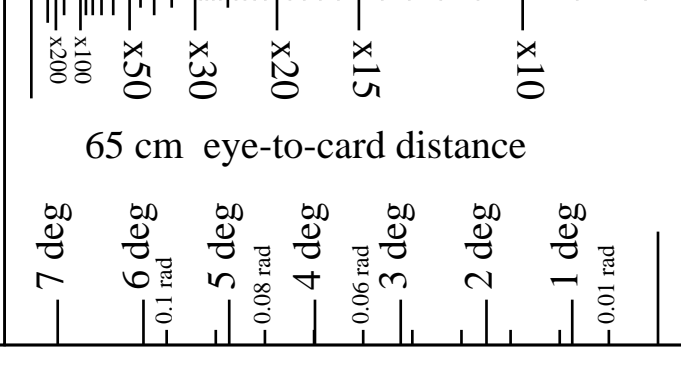 x200 x100 x50 x30 x20 x15 x10
65 cm eye-to-card distance
7 deg 6 deg 0.1 rad 5 deg 0.08 rad 4 deg 0.06 rad 3 deg 2 deg 1 deg 0.01 rad